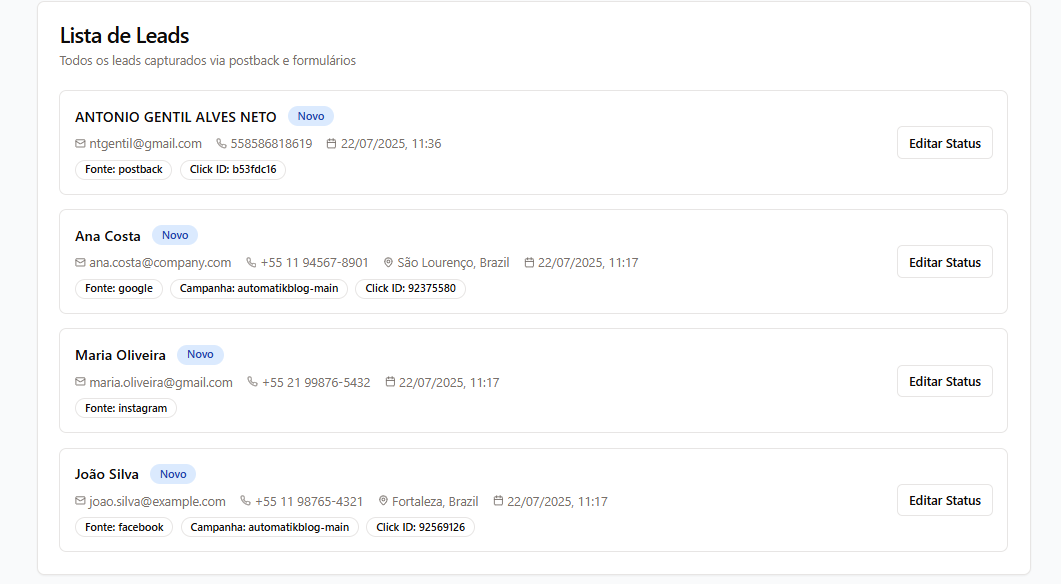 Lista de Leads
Todos os leads capturados via postback e formulários
ANTONIO GENTIL ALVES NETO Novo
ntgentil@gmail.com 558586818619 22/07/2025, 11:36
Editar Status
Fonte: postback Click ID: b53fdc16
Ana Costa Novo
ana.costa@company.com +55 11 94567-8901 São Lourenço, Brazil 22/07/2025, 11:17
Editar Status
Fonte: google Campanha: automatikblog-main Click ID: 92375580
Maria Oliveira Novo
maria.oliveira@gmail.com +55 21 99876-5432 22/07/2025, 11:17
Editar Status
Fonte: instagram
João Silva Novo
joao.silva@example.com +55 11 98765-4321 Fortaleza, Brazil 22/07/2025, 11:17
Editar Status
Fonte: facebook Campanha: automatikblog-main Click ID: 92569126